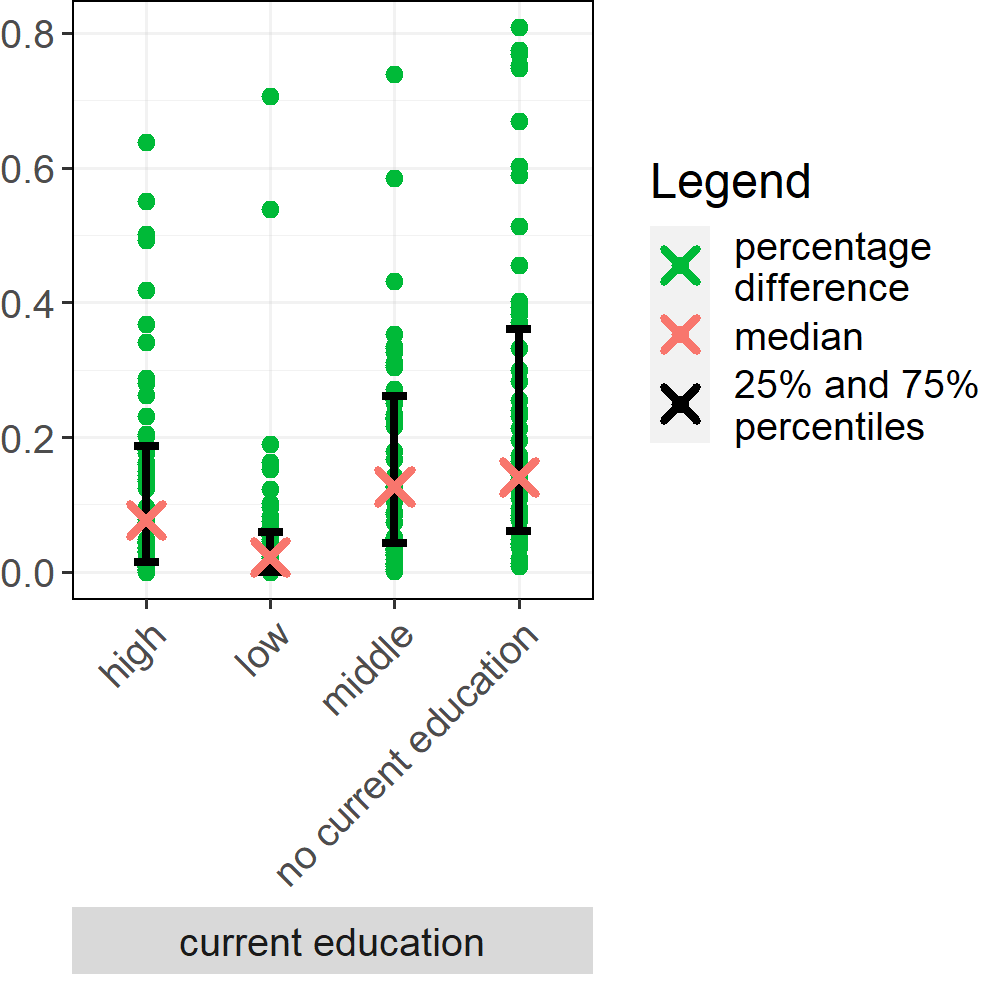 0.8
0.6
0.4
0.2
0.0
high
low
middle
no current education
current education
Legend
percentage
difference
median
25% and 75%
percentiles